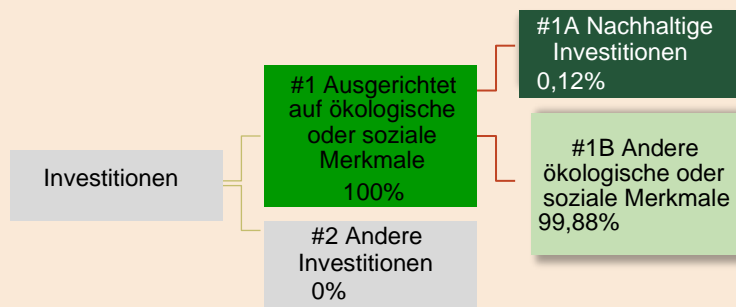 Investitionen
#1 Ausgerichtet
auf ökologische
oder soziale
Merkmale
100%
#2 Andere
Investitionen
0%
#1A Nachhaltige
Investitionen
0,12%
#1B Andere
ökologische oder
soziale Merkmale
99,88%